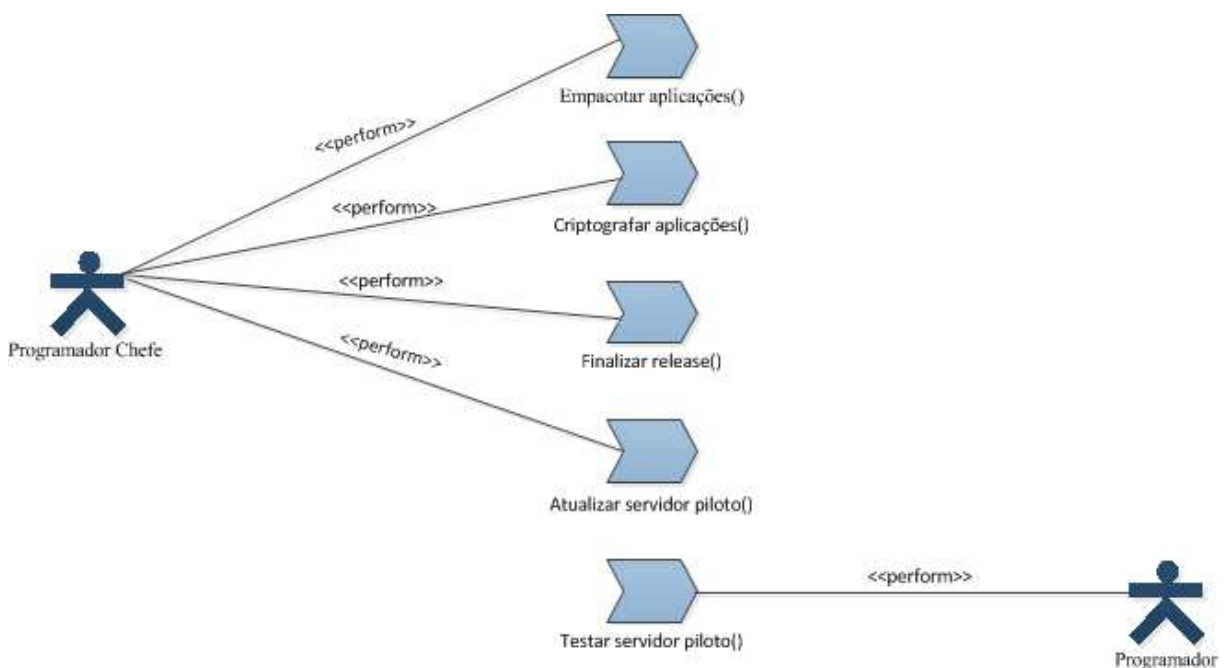 Empacotar aplicações()
<<perform>>
Criptografar aplicações()
<<perform>>
<<perform>>
Programador Chefe
<<perform>>
Finalizar release()
Atualizar servidor piloto()
<<perform>>
Testar servidor piloto()
Programador